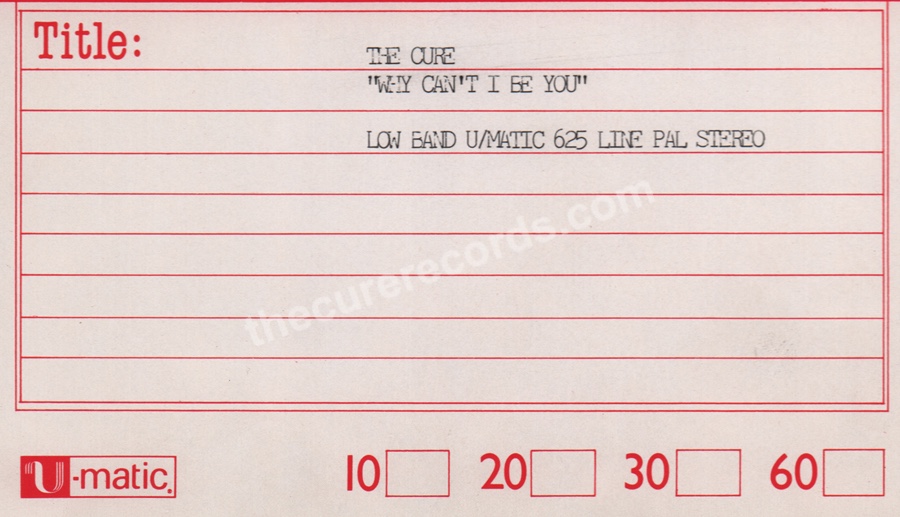 Title:
THE CURE
"WHY CAN'T I BE YOU"
LOW BAND U/MATIC 625 LINE PAL STEREO
thecurerecords.com
U-matic.
10 20 30 60